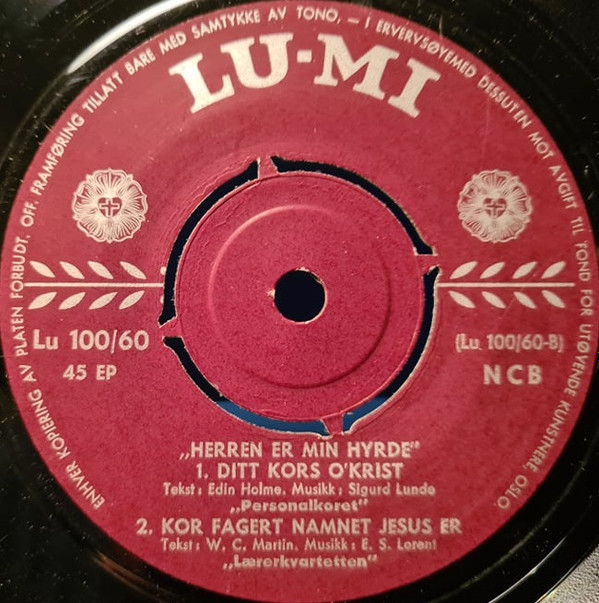 ENHVER KOPIERING AV PLATEN FORBUDT. OFF. FRAMFØRING TILLATT BARE MED SAMTYKKE AV TONO, — I ERVERVSØYEMED DESSUTEN MOT AVGIFT TIL FOND FOR UTØVENDE KUNSTNERE, OSLO.
LU-MI
Lu 100/60
45 EP
(Lu 100/60-B)
NCB
„HERREN ER MIN HYRDE"
1. DITT KORS O'KRIST
Tekst: Edin Holme. Musikk: Sigurd Lunde
„Personalkoret"
2. KOR FAGERT NAMNET JESUS ER
Tekst: W. C. Martin. Musikk: E. S. Lorent
„Lærerkvartetten"